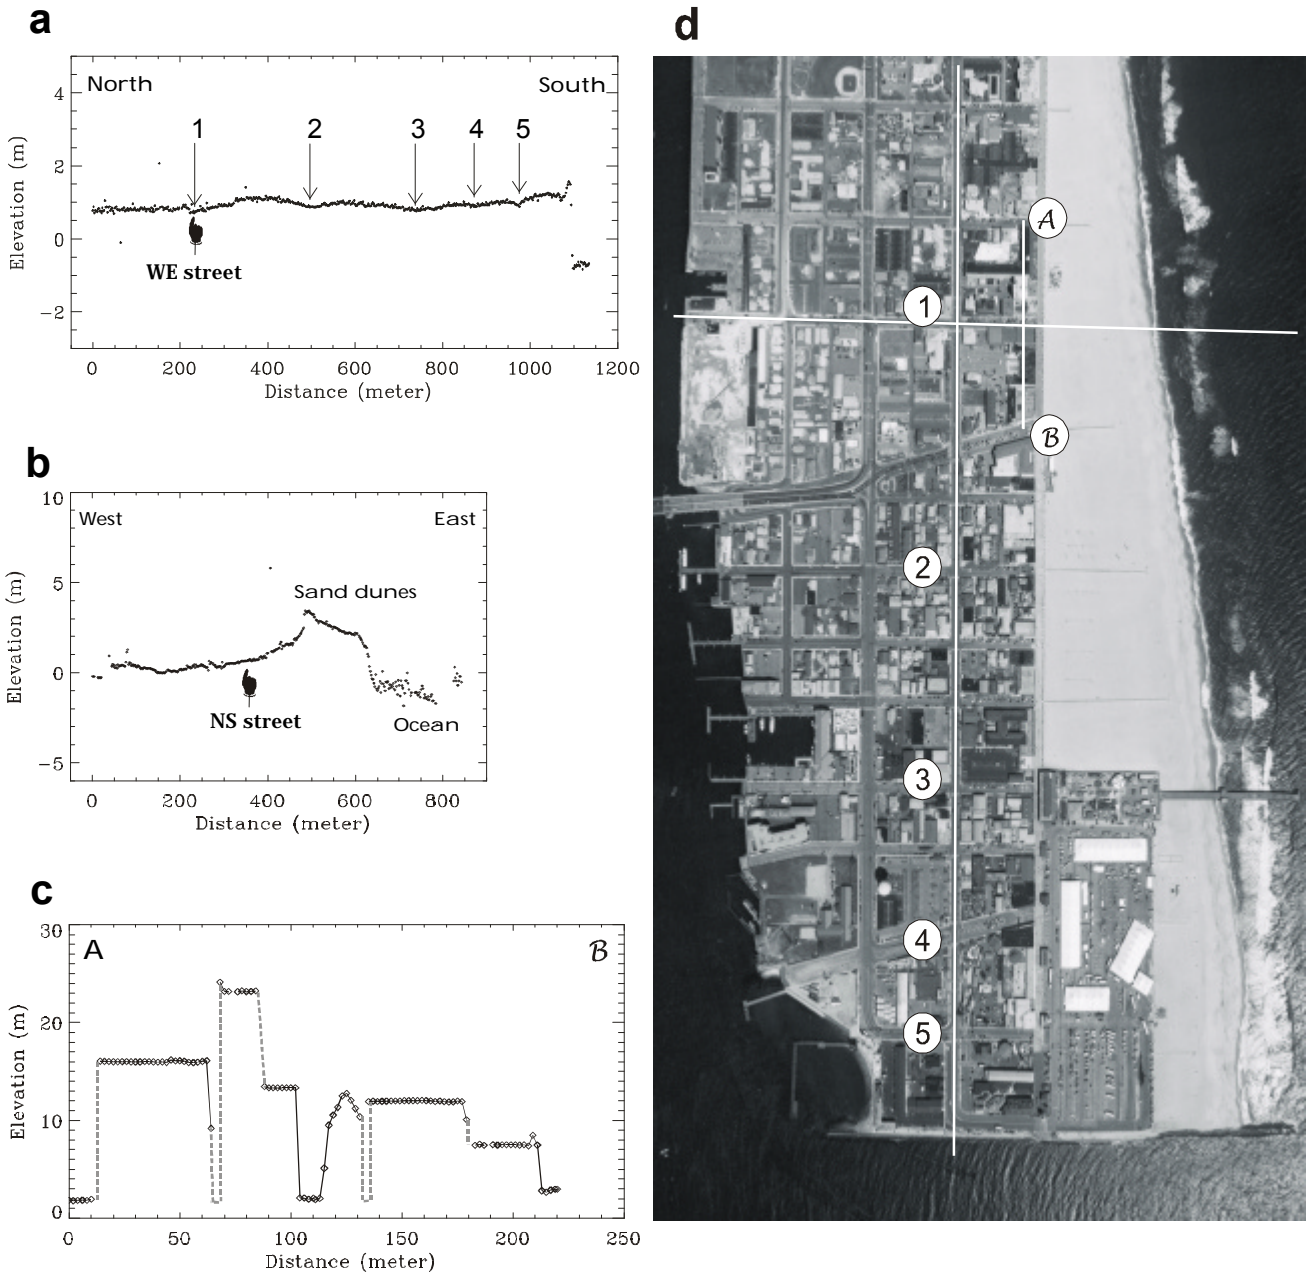 a
North South
4
2
0
−2
Elevation (m)
1 2 3 4 5
WE street
0 200 400 600 800 1000 1200
Distance (meter)
b
West East
10
5
0
−5
Elevation (m)
Sand dunes
NS street
Ocean
0 200 400 600 800
Distance (meter)
c
A B
30
20
10
0
Elevation (m)
0 50 100 150 200 250
Distance (meter)
d
A
1
B
2
3
4
5